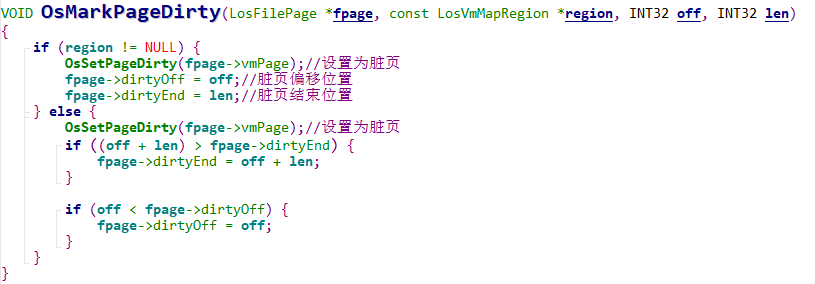 VOID OsMarkPageDirty(LosFilePage *fpage, const LosVmMapRegion *region, INT32 off, INT32 len)
{
    if (region != NULL) {
        OsSetPageDirty(fpage->vmPage);//设置为脏页
        fpage->dirtyOff = off;//脏页偏移位置
        fpage->dirtyEnd = len;//脏页结束位置
    } else {
        OsSetPageDirty(fpage->vmPage);//设置为脏页
        if ((off + len) > fpage->dirtyEnd) {
            fpage->dirtyEnd = off + len;
        }

        if (off < fpage->dirtyOff) {
            fpage->dirtyOff = off;
        }
    }
}